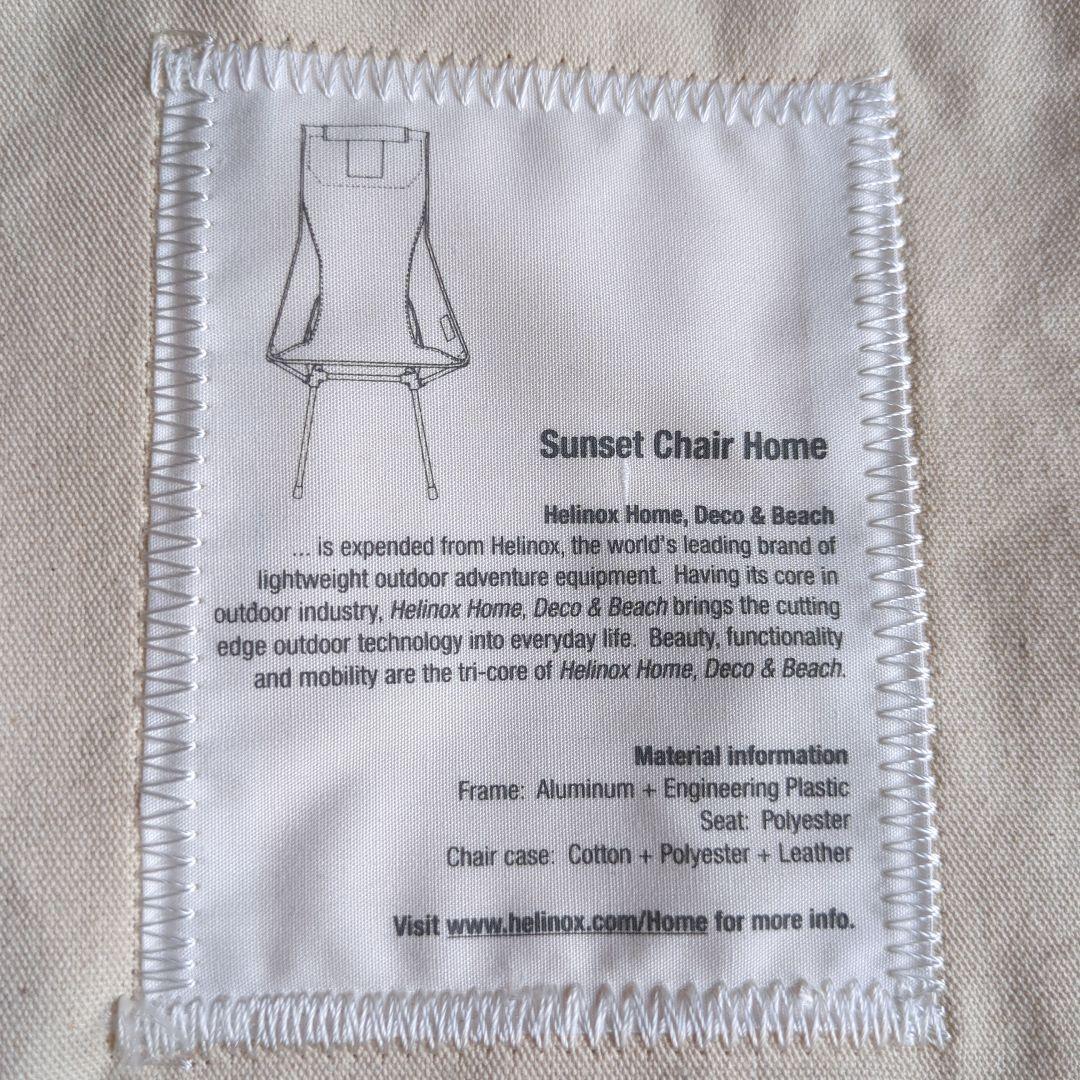 Sunset Chair Home
Helinox Home, Deco & Beach
... is expended from Helinox, the world's leading brand of
lightweight outdoor adventure equipment. Having its core in
outdoor industry, Helinox Home, Deco & Beach brings the cutting
edge outdoor technology into everyday life. Beauty, functionality
and mobility are the tri-core of Helinox Home, Deco & Beach.
Material information
Frame: Aluminum + Engineering Plastic
Seat: Polyester
Chair case: Cotton + Polyester + Leather
Visit www.helinox.com/Home for more info.